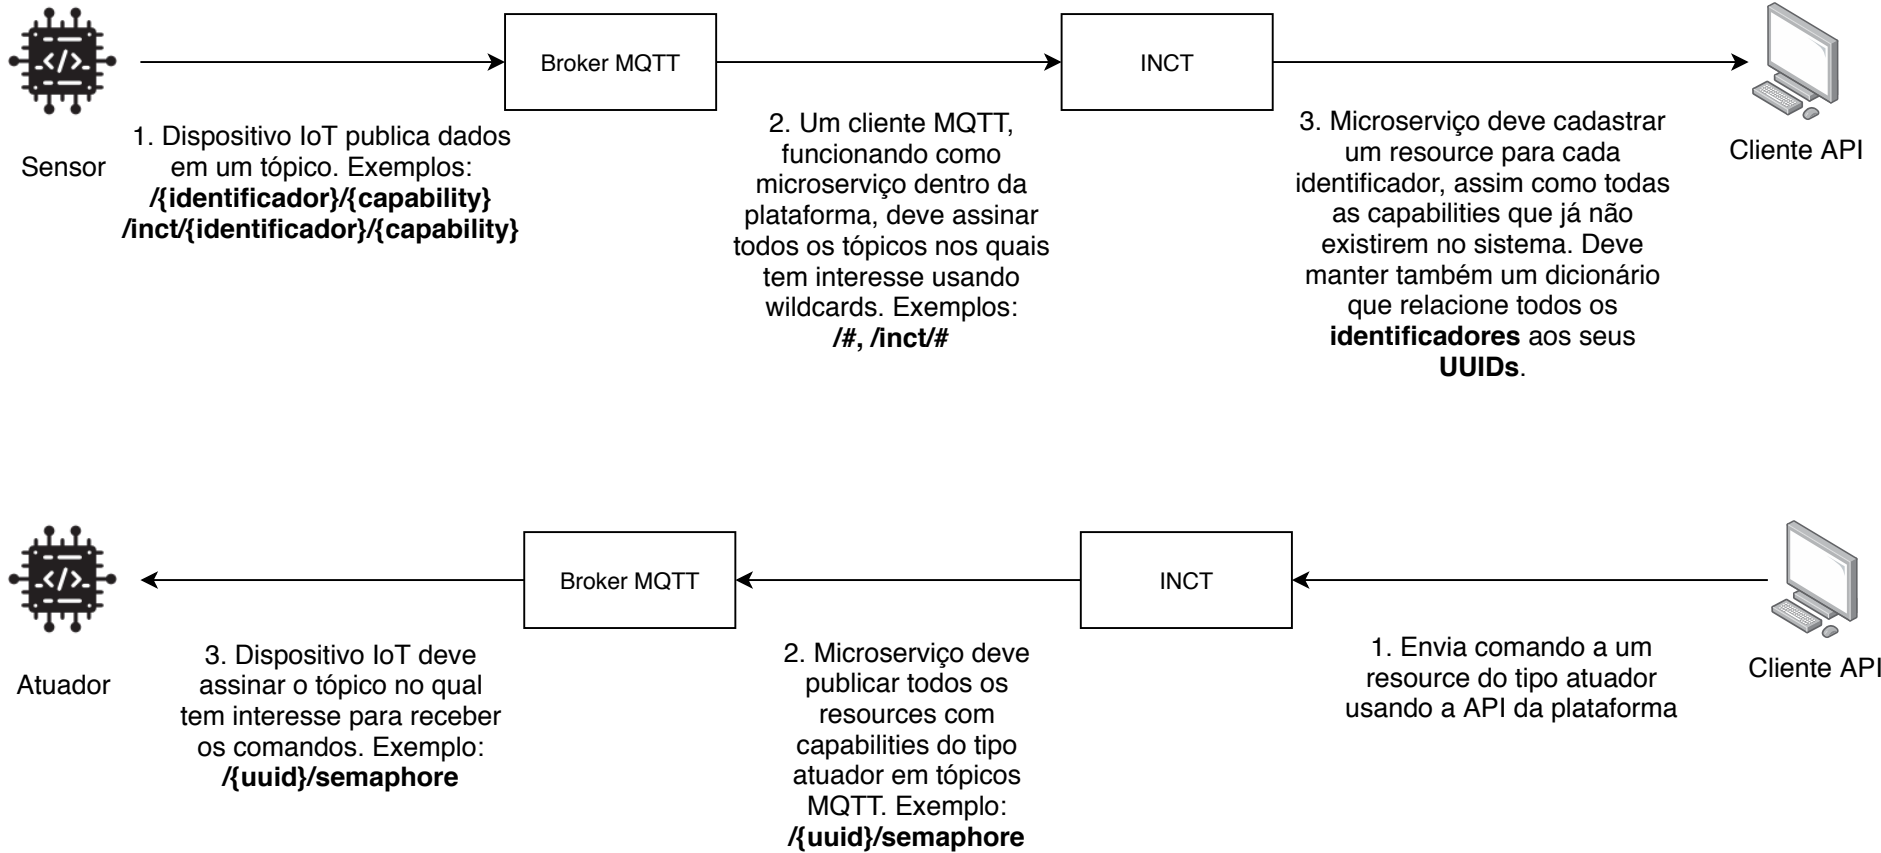 Sensor
Broker MQTT
INCT
Cliente API
1. Dispositivo IoT publica dados
em um tópico. Exemplos:
/{identificador}/{capability}
/inct/{identificador}/{capability}
2. Um cliente MQTT,
funcionando como
microserviço dentro da
plataforma, deve assinar
todos os tópicos nos quais
tem interesse usando
wildcards. Exemplos:
/#, /inct/#
3. Microserviço deve cadastrar
um resource para cada
identificador, assim como todas
as capabilities que já não
existirem no sistema. Deve
manter também um dicionário
que relacione todos os
identificadores aos seus
UUIDs.
Atuador
Broker MQTT
INCT
Cliente API
3. Dispositivo IoT deve
assinar o tópico no qual
tem interesse para receber
os comandos. Exemplo:
/{uuid}/semaphore
2. Microserviço deve
publicar todos os
resources com
capabilities do tipo
atuador em tópicos
MQTT. Exemplo:
/{uuid}/semaphore
1. Envia comando a um
resource do tipo atuador
usando a API da plataforma